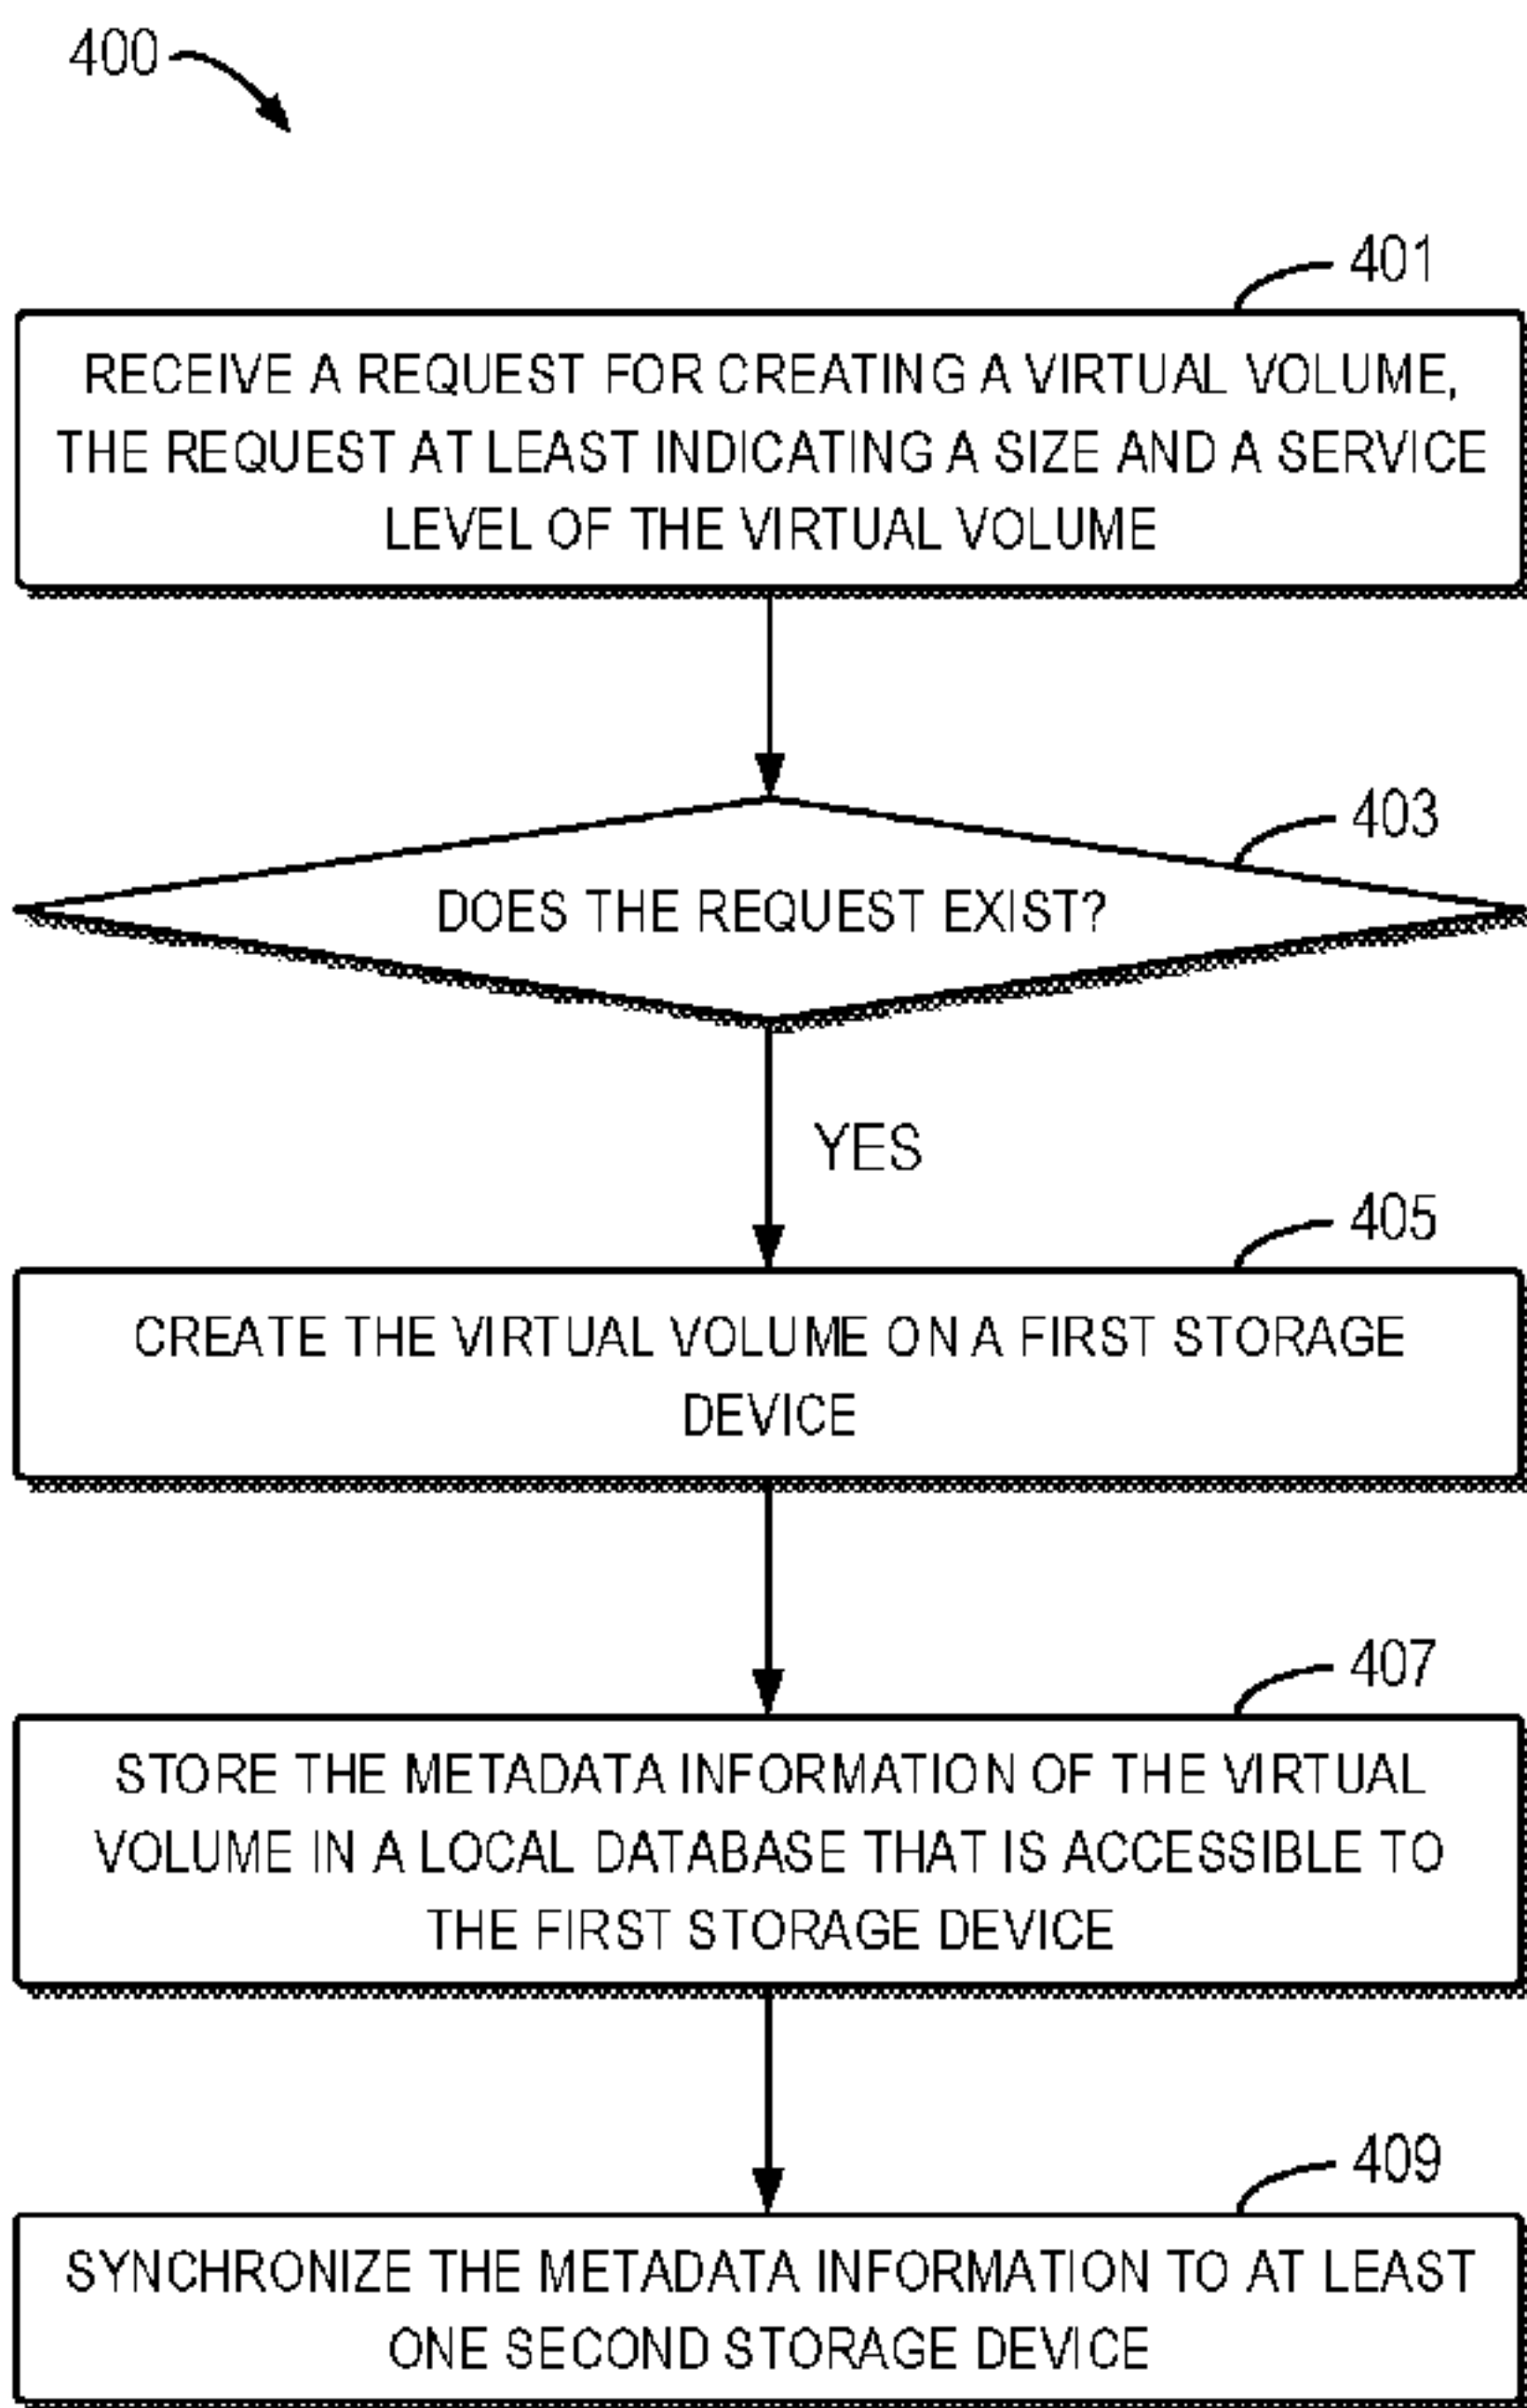 400
401
RECEIVE A REQUEST FOR CREATING A VIRTUAL VOLUME,
THE REQUEST AT LEAST INDICATING A SIZE AND A SERVICE
LEVEL OF THE VIRTUAL VOLUME
403
DOES THE REQUEST EXIST?
YES
405
CREATE THE VIRTUAL VOLUME ON A FIRST STORAGE
DEVICE
407
STORE THE METADATA INFORMATION OF THE VIRTUAL
VOLUME IN A LOCAL DATABASE THAT IS ACCESSIBLE TO
THE FIRST STORAGE DEVICE
409
SYNCHRONIZE THE METADATA INFORMATION TO AT LEAST
ONE SECOND STORAGE DEVICE